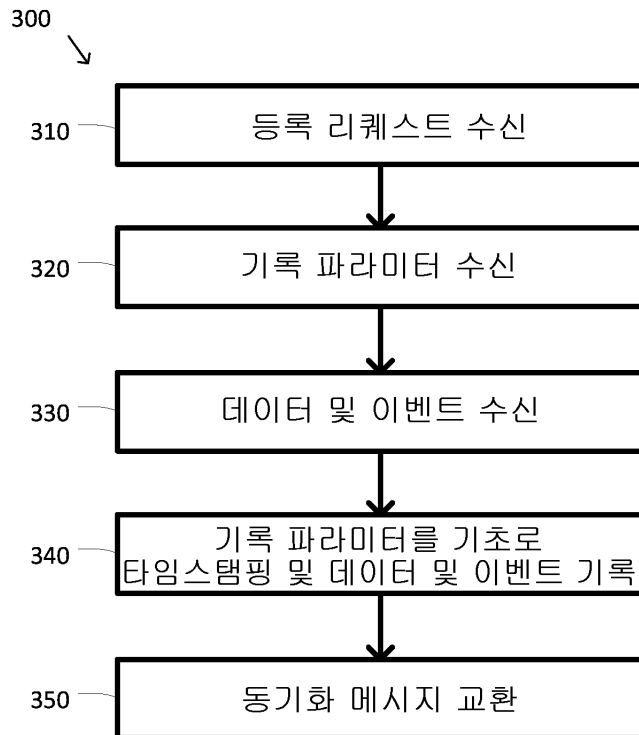 300
310
등록 리퀘스트 수신
320
기록 파라미터 수신
330
데이터 및 이벤트 수신
340
기록 파라미터를 기초로
타임스탬핑 및 데이터 및 이벤트 기록
350
동기화 메시지 교환